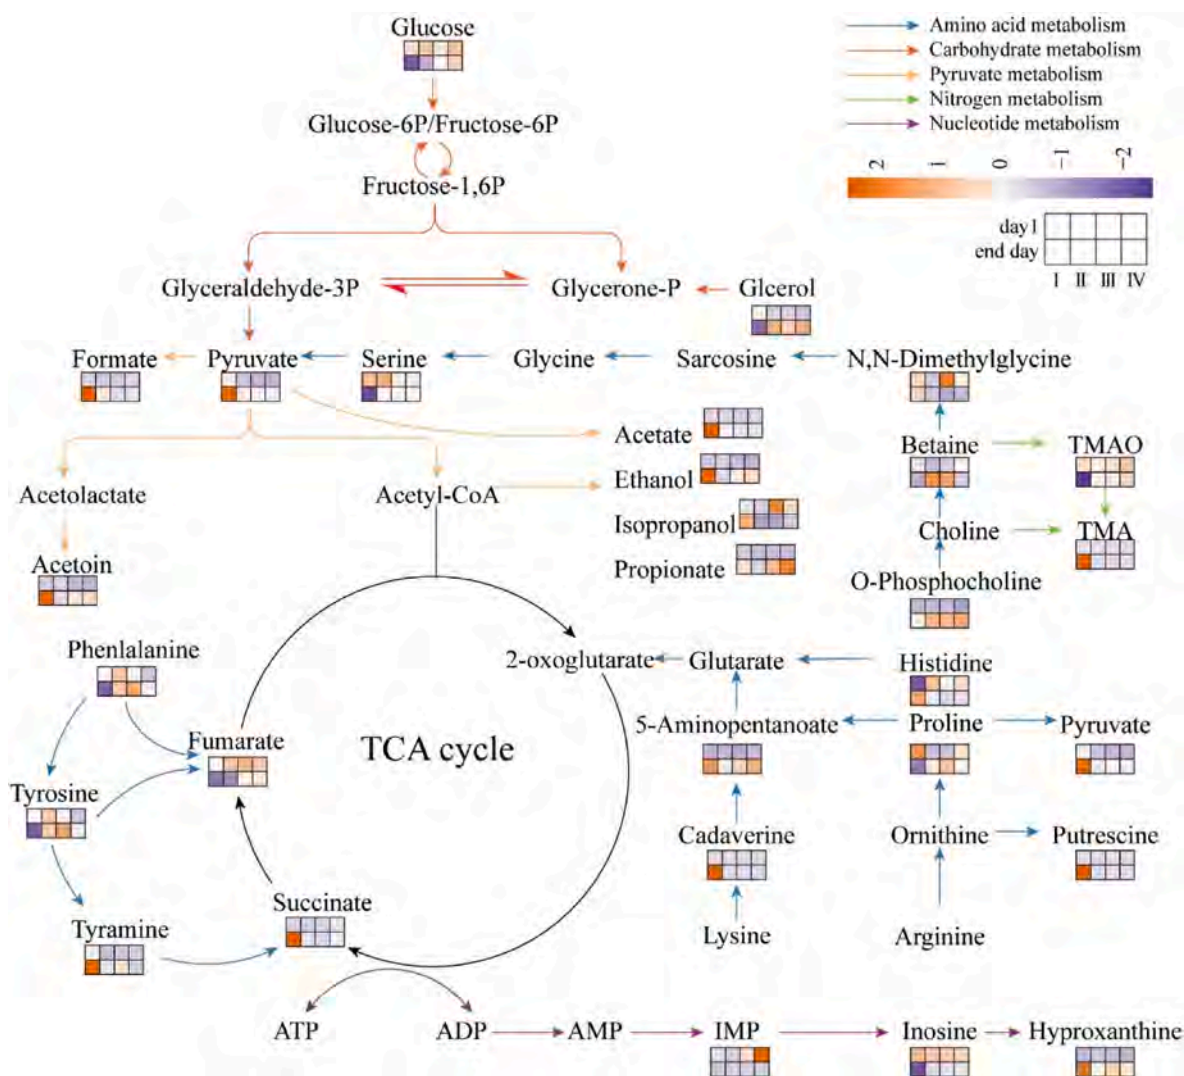 Glucose
Amino acid metabolism
Carbohydrate metabolism
Pyruvate metabolism
Nitrogen metabolism
Nucleotide metabolism
2 1 0 −1 −2
day1
end day
I II III IV
Glucose-6P/Fructose-6P
Fructose-1,6P
Glyceraldehyde-3P
Glycerone-P
Glcerol
Formate
Pyruvate
Serine
Glycine
Sarcosine
N,N-Dimethylglycine
Acetate
Betaine
TMAO
Acetolactate
Acetyl-CoA
Ethanol
Isopropanol
Choline
TMA
Acetoin
Propionate
O-Phosphocholine
Phenlalanine
2-oxoglutarate
Glutarate
Histidine
Fumarate
TCA cycle
5-Aminopentanoate
Proline
Pyruvate
Tyrosine
Cadaverine
Ornithine
Putrescine
Succinate
Tyramine
Lysine
Arginine
ATP
ADP
AMP
IMP
Inosine
Hyproxanthine